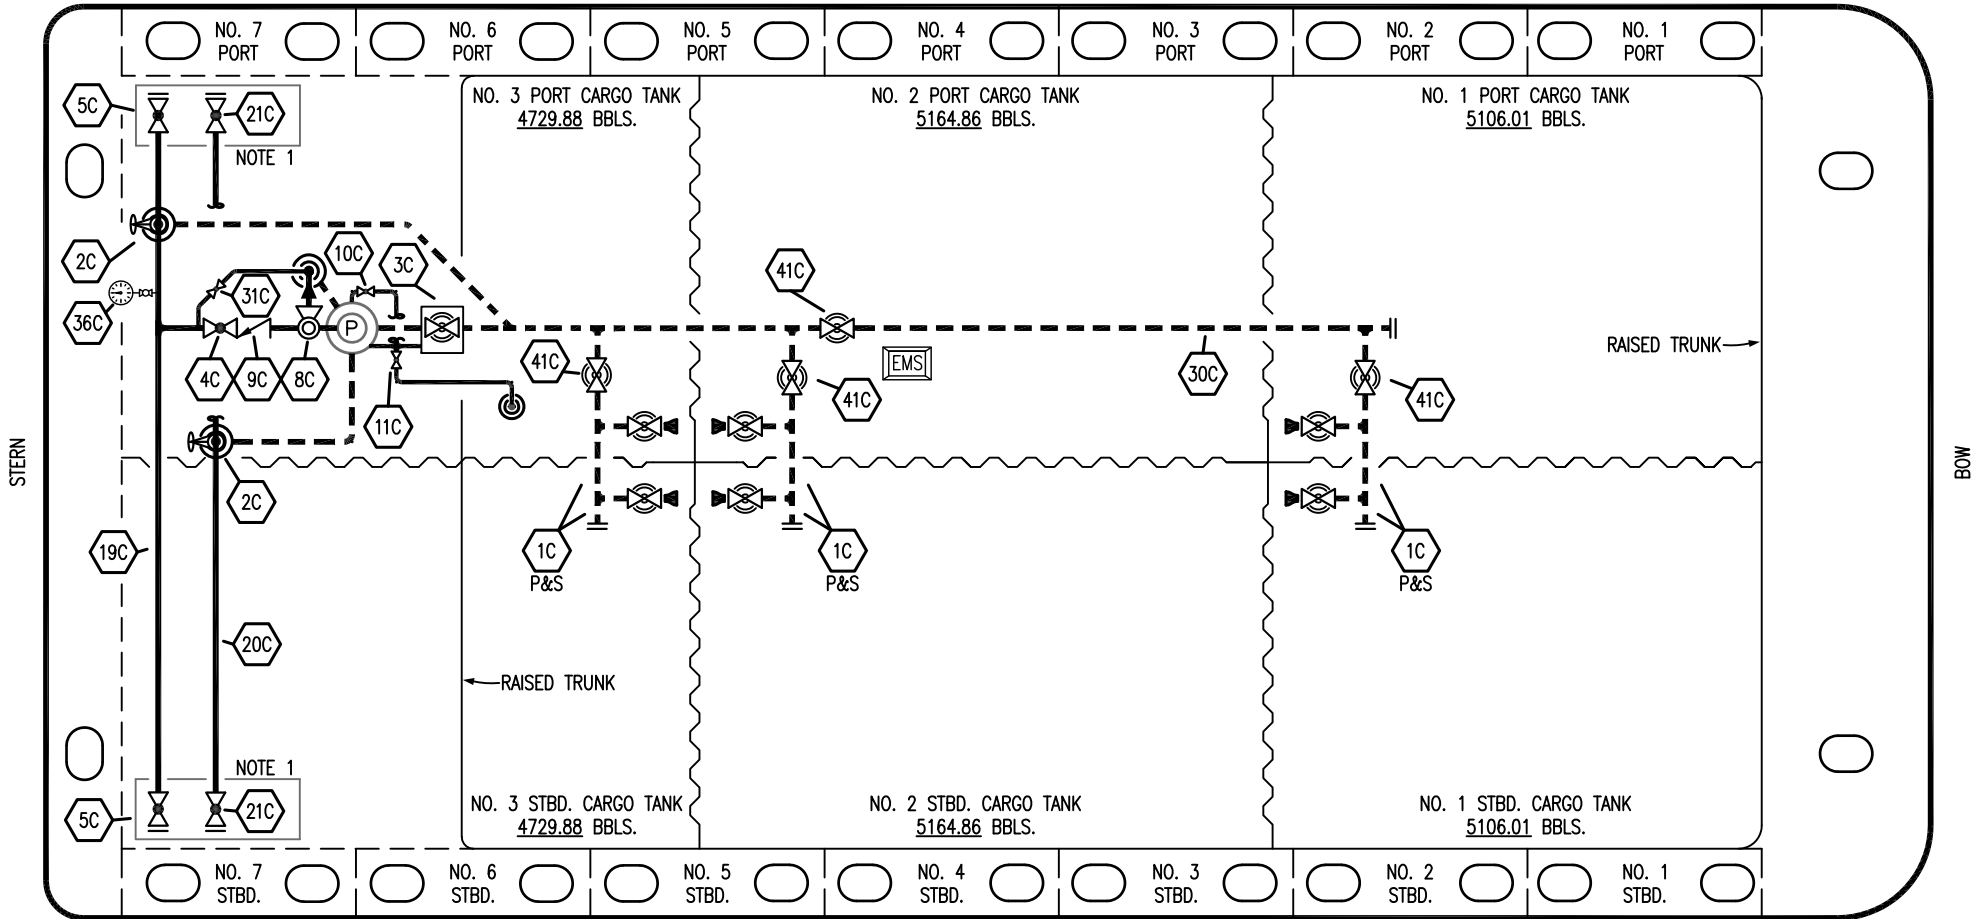 NO. 7
PORT
NO. 6
PORT
NO. 5
PORT
NO. 4
PORT
NO. 3
PORT
NO. 2
PORT
NO. 1
PORT
5C
21C
NOTE 1
NO. 3 PORT CARGO TANK
4729.88 BBLS.
NO. 2 PORT CARGO TANK
5164.86 BBLS.
NO. 1 PORT CARGO TANK
5106.01 BBLS.
2C
10C
3C
41C
31C
36C
P
RAISED TRUNK
4C
9C
8C
41C
EMS
30C
41C
41C
11C
STERN
BOW
2C
19C
1C
P&S
1C
P&S
1C
P&S
20C
RAISED TRUNK
NOTE 1
5C
21C
NO. 3 STBD. CARGO TANK
4729.88 BBLS.
NO. 2 STBD. CARGO TANK
5164.86 BBLS.
NO. 1 STBD. CARGO TANK
5106.01 BBLS.
NO. 7
STBD.
NO. 6
STBD.
NO. 5
STBD.
NO. 4
STBD.
NO. 3
STBD.
NO. 2
STBD.
NO. 1
STBD.